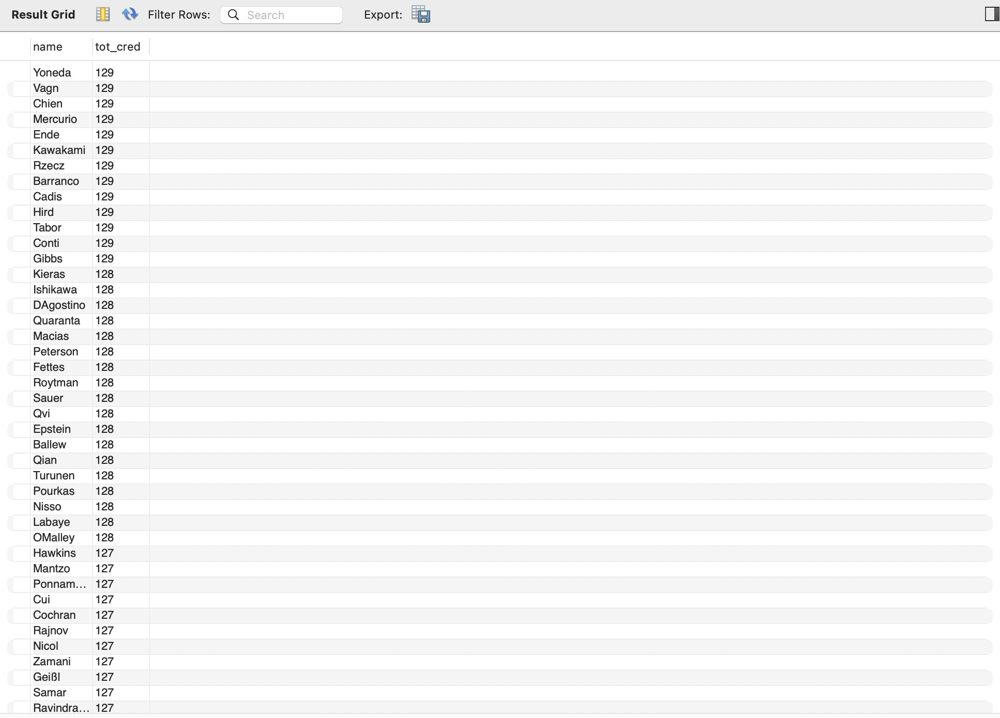 Result Grid Filter Rows: Search Export:
name tot_cred
Yoneda 129
Vagn 129
Chien 129
Mercurio 129
Ende 129
Kawakami 129
Rzecz 129
Barranco 129
Cadis 129
Hird 129
Tabor 129
Conti 129
Gibbs 129
Kieras 128
Ishikawa 128
DAgostino 128
Quaranta 128
Macias 128
Peterson 128
Fettes 128
Roytman 128
Sauer 128
Qvi 128
Epstein 128
Ballew 128
Qian 128
Turunen 128
Pourkas 128
Nisso 128
Labaye 128
OMalley 128
Hawkins 127
Mantzo 127
Ponnam... 127
Cui 127
Cochran 127
Rajnov 127
Nicol 127
Zamani 127
Geißl 127
Samar 127
Ravindra... 127